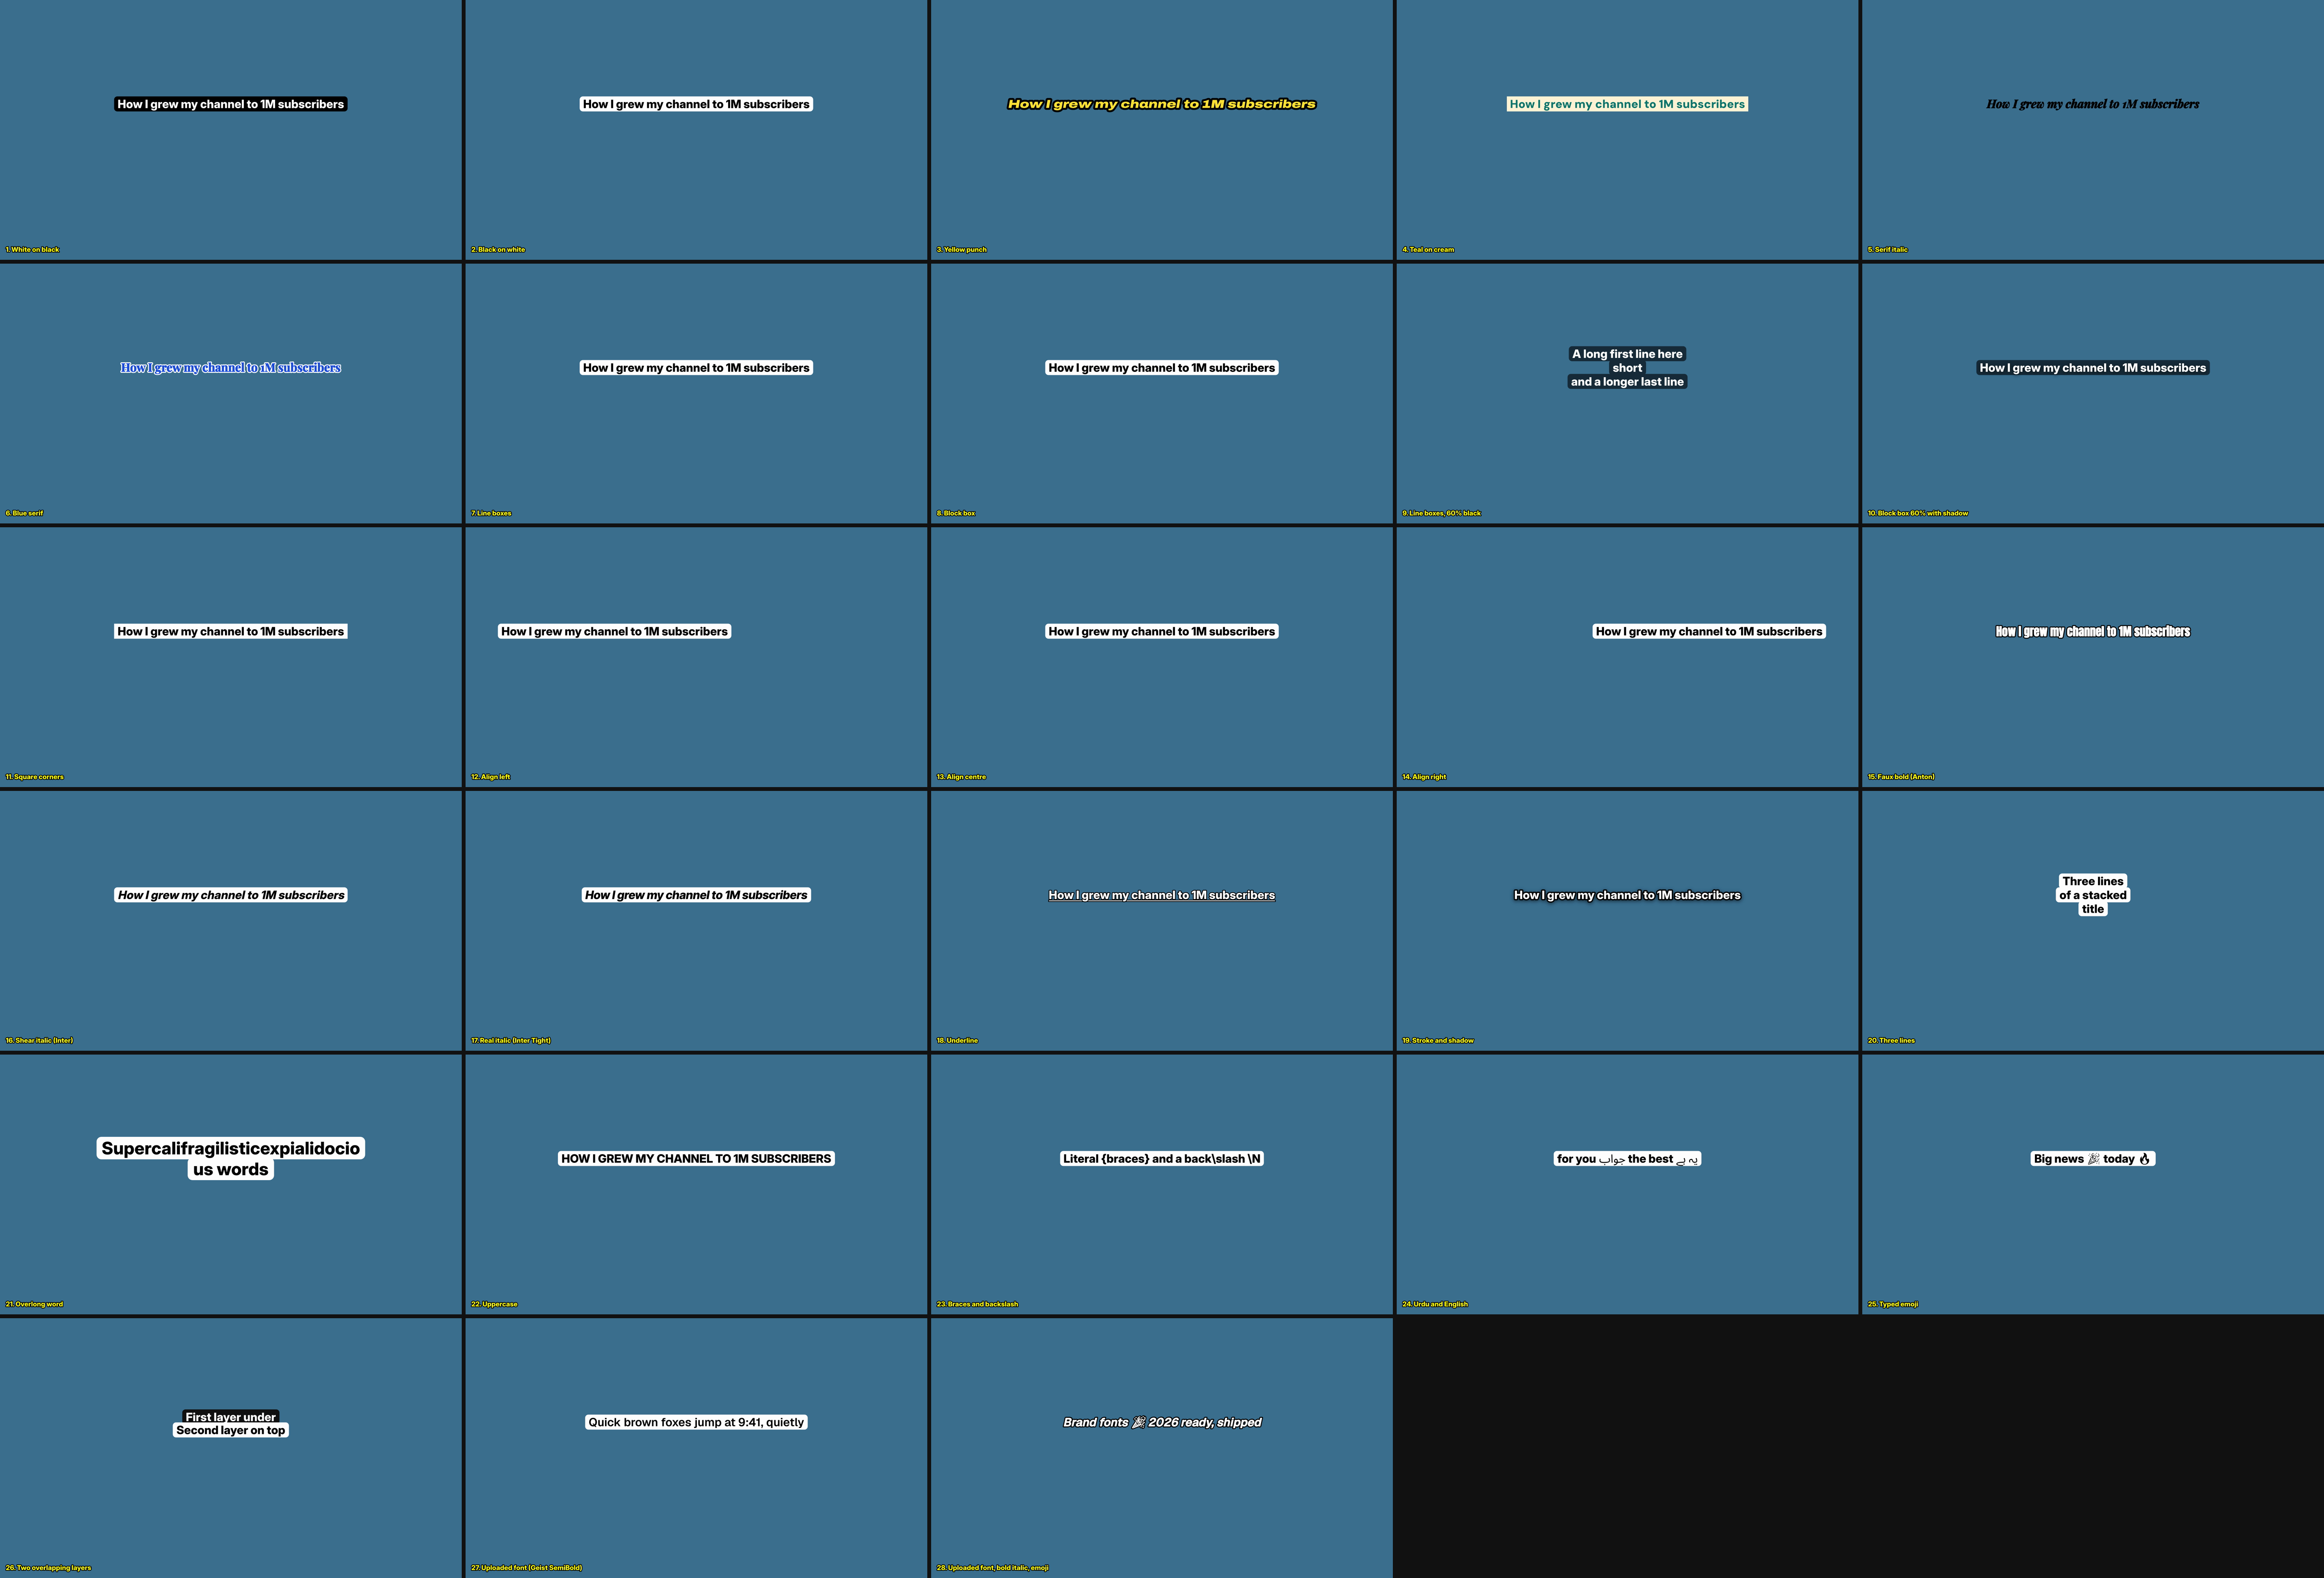 How I grew my channel to 1M subscribers
1. White on black
How I grew my channel to 1M subscribers
2. Black on white
How I grew my channel to 1M subscribers
3. Yellow punch
How I grew my channel to 1M subscribers
4. Teal on cream
How I grew my channel to 1M subscribers
5. Serif italic
How I grew my channel to 1M subscribers
6. Blue serif
How I grew my channel to 1M subscribers
7. Line boxes
How I grew my channel to 1M subscribers
8. Block box
A long first line here
short
and a longer last line
9. Line boxes, 60% black
How I grew my channel to 1M subscribers
10. Block box 60% with shadow
How I grew my channel to 1M subscribers
11. Square corners
How I grew my channel to 1M subscribers
12. Align left
How I grew my channel to 1M subscribers
13. Align centre
How I grew my channel to 1M subscribers
14. Align right
How I grew my channel to 1M subscribers
15. Faux bold (Anton)
How I grew my channel to 1M subscribers
16. Shear italic (Inter)
How I grew my channel to 1M subscribers
17. Real italic (Inter Tight)
How I grew my channel to 1M subscribers
18. Underline
How I grew my channel to 1M subscribers
19. Stroke and shadow
Three lines
of a stacked
title
20. Three lines
Supercalifragilisticexpialidocio
us words
21. Overlong word
HOW I GREW MY CHANNEL TO 1M SUBSCRIBERS
22. Uppercase
Literal {braces} and a back\slash \N
23. Braces and backslash
یہ ہے the best جواب for you
24. Urdu and English
Big news 🎉 today 🔥
25. Typed emoji
First layer under
Second layer on top
26. Two overlapping layers
Quick brown foxes jump at 9:41, quietly
27. Uploaded font (Geist SemiBold)
Brand fonts 🎉 2026 ready, shipped
28. Uploaded font, bold italic, emoji